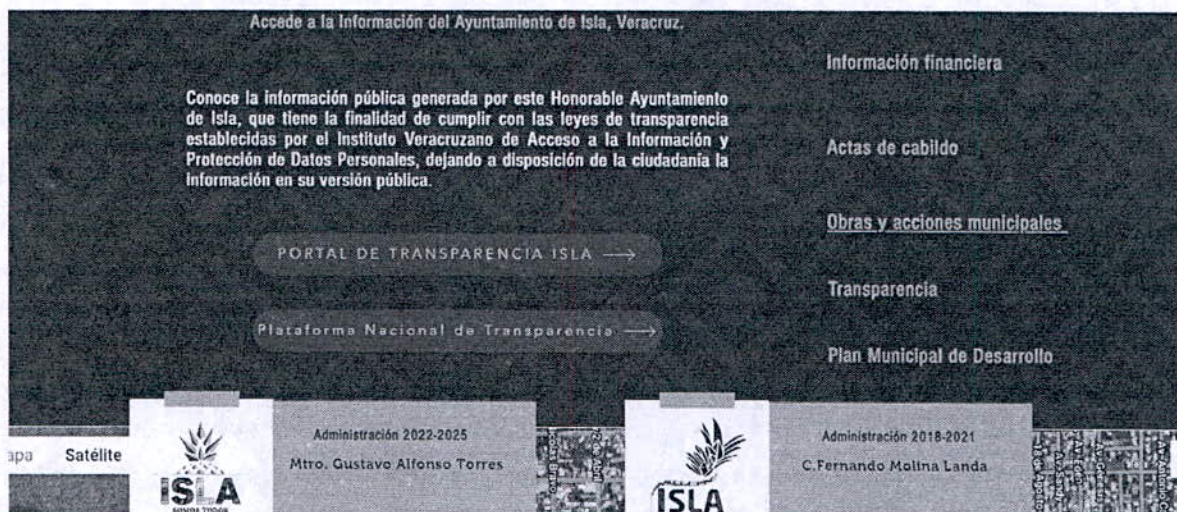 Accede a la Información del Ayuntamiento de Isla, Veracruz.
Conoce la información pública generada por este Honorable Ayuntamiento
de Isla, que tiene la finalidad de cumplir con las leyes de transparencia
establecidas por el Instituto Veracruzano de Acceso a la Información y
Protección de Datos Personales, dejando a disposición de la ciudadanía la
información en su versión pública.
PORTAL DE TRANSPARENCIA ISLA →
Plataforma Nacional de Transparencia →
Información financiera
Actas de cabildo
Obras y acciones municipales
Transparencia
Plan Municipal de Desarrollo
apa Satélite
ISLA
SOMOS TODOS
Administración 2022-2025
Mtro. Gustavo Alfonso Torres
ISLA
Administración 2018-2021
C.Fernando Molina Landa